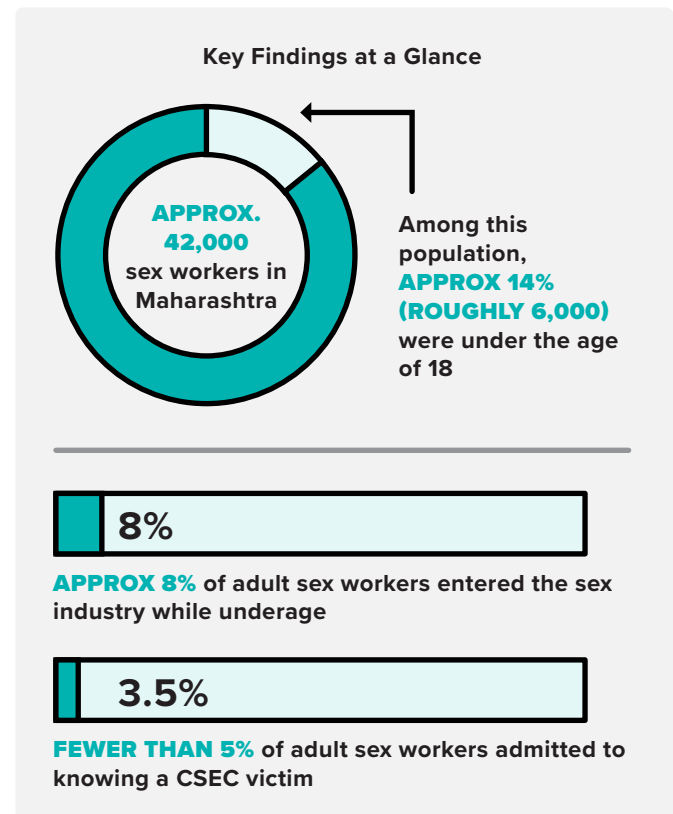 Key Findings at a Glance
APPROX.
42,000
sex workers in
Maharashtra
Among this
population,
APPROX 14%
(ROUGHLY 6,000)
were under the age
of 18
8%
APPROX 8% of adult sex workers entered the sex
industry while underage
3.5%
FEWER THAN 5% of adult sex workers admitted to
knowing a CSEC victim